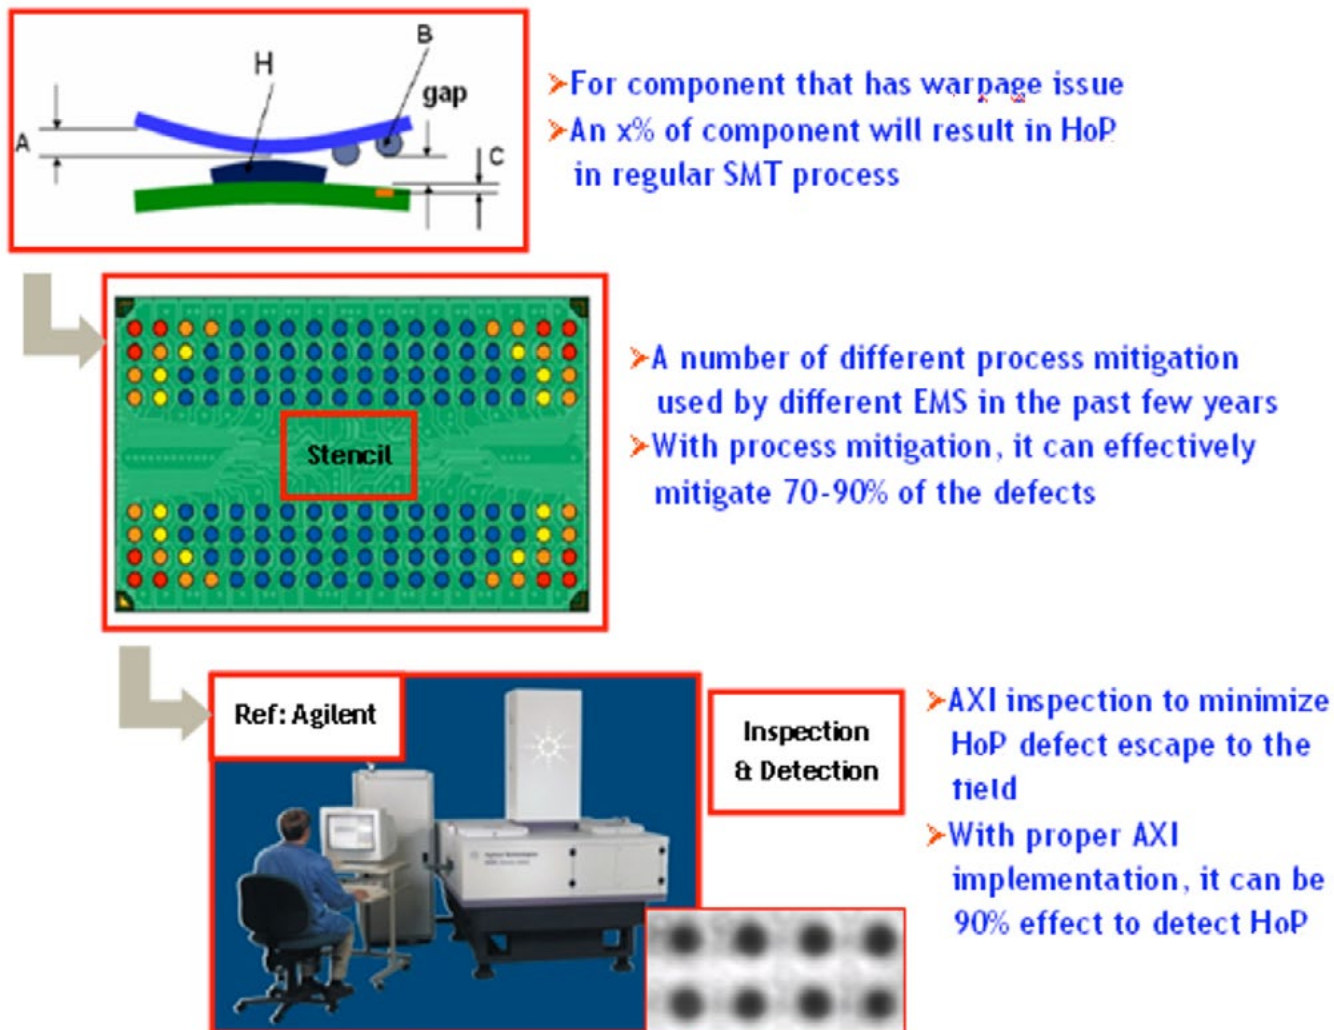 H
B
gap
A
C
➢For component that has warpage issue
➢An x% of component will result in HoP
in regular SMT process
Stencil
➢A number of different process mitigation
used by different EMS in the past few years
➢With process mitigation, it can effectively
mitigate 70-90% of the defects
Ref: Agilent
Inspection
& Detection
➢AXI inspection to minimize
HoP defect escape to the
field
➢With proper AXI
implementation, it can be
90% effect to detect HoP
Agilent Technologies